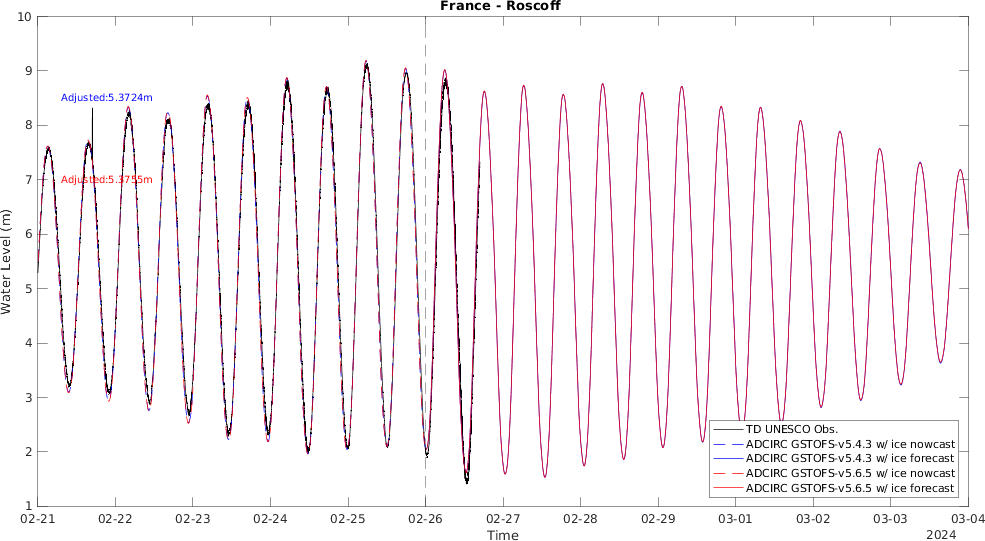 France - Roscoff
10
9
8
7
6
5
4
3
2
1
Water Level (m)
Adjusted:5.3724m
Adjusted:5.3755m
TD UNESCO Obs.
ADCIRC GSTOFS-v5.4.3 w/ ice nowcast
ADCIRC GSTOFS-v5.4.3 w/ ice forecast
ADCIRC GSTOFS-v5.6.5 w/ ice nowcast
ADCIRC GSTOFS-v5.6.5 w/ ice forecast
02-21 02-22 02-23 02-24 02-25 02-26 02-27 02-28 02-29 03-01 03-02 03-03 03-04
Time
2024